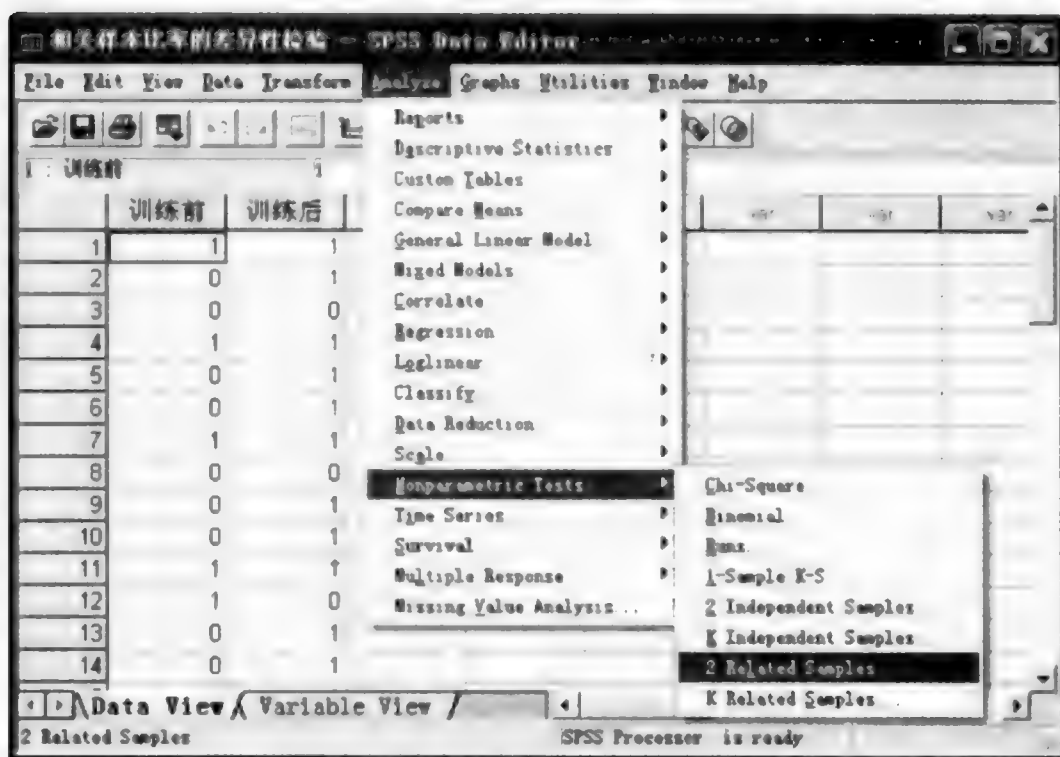 相关样本比率的差异性检验 - SPSS Data Editor
File Edit View Data Transform Analyze Graphs Utilities Window Help
1 : 训练前 1
训练前 训练后 var var var
1 1 1
2 0 1
3 0 0
4 1 1
5 0 1
6 0 1
7 1 1
8 0 0
9 0 1
10 0 1
11 1 1
12 1 0
13 0 1
14 0 1
Reports
Descriptive Statistics
Custom Tables
Compare Means
General Linear Model
Mixed Models
Correlate
Regression
Loglinear
Classify
Data Reduction
Scale
Nonparametric Tests
Time Series
Survival
Multiple Response
Missing Value Analysis...
Chi-Square
Binomial
Runs
1-Sample K-S
2 Independent Samples
K Independent Samples
2 Related Samples
K Related Samples
Data View Variable View
2 Related Samples SPSS Processor is ready